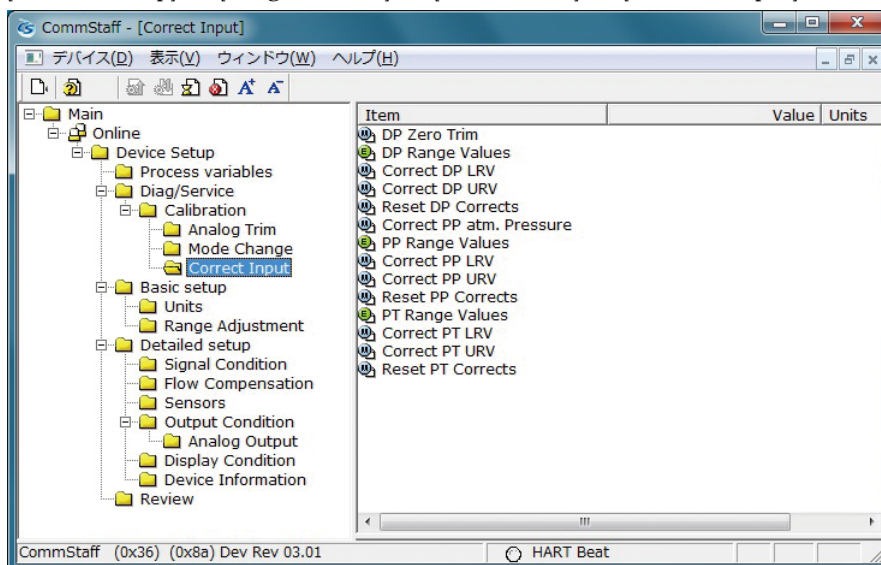 CommStaff - [Correct Input]
デバイス(D) 表示(V) ウィンドウ(W) ヘルプ(H)
Main
Online
Device Setup
Process variables
Diag/Service
Calibration
Analog Trim
Mode Change
Correct Input
Basic setup
Units
Range Adjustment
Detailed setup
Signal Condition
Flow Compensation
Sensors
Output Condition
Analog Output
Display Condition
Device Information
Review
Item Value Units
DP Zero Trim
DP Range Values
Correct DP LRV
Correct DP URV
Reset DP Corrects
Correct PP atm. Pressure
PP Range Values
Correct PP LRV
Correct PP URV
Reset PP Corrects
PT Range Values
Correct PT LRV
Correct PT URV
Reset PT Corrects
CommStaff (0x36) (0x8a) Dev Rev 03.01 HART Beat